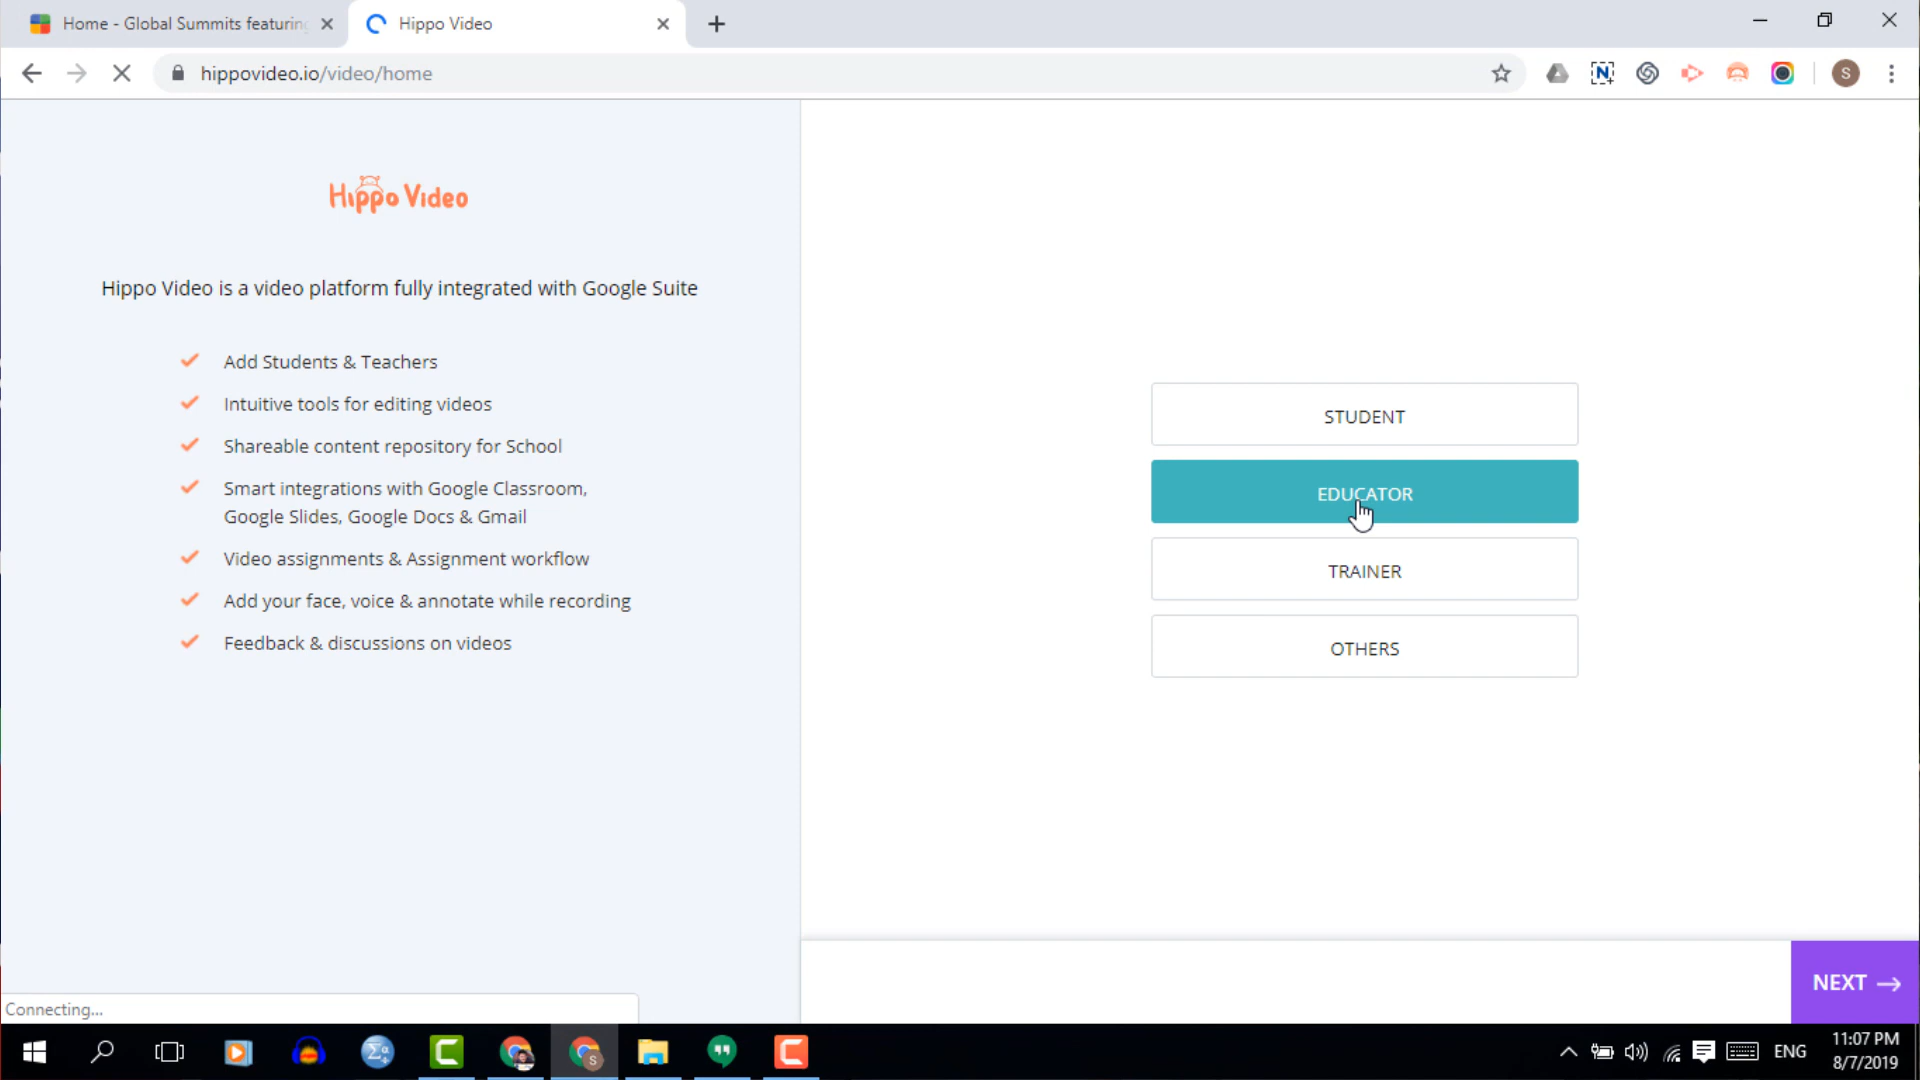 Home - Global Summits featuring
Hippo Video
hippovideo.io/video/home
S
Hippo Video
Hippo Video is a video platform fully integrated with Google Suite
Add Students & Teachers
Intuitive tools for editing videos
Shareable content repository for School
Smart integrations with Google Classroom,
Google Slides, Google Docs & Gmail
Video assignments & Assignment workflow
Add your face, voice & annotate while recording
Feedback & discussions on videos
STUDENT
EDUCATOR
TRAINER
OTHERS
NEXT
Connecting...
ENG
11:07 PM
8/7/2019